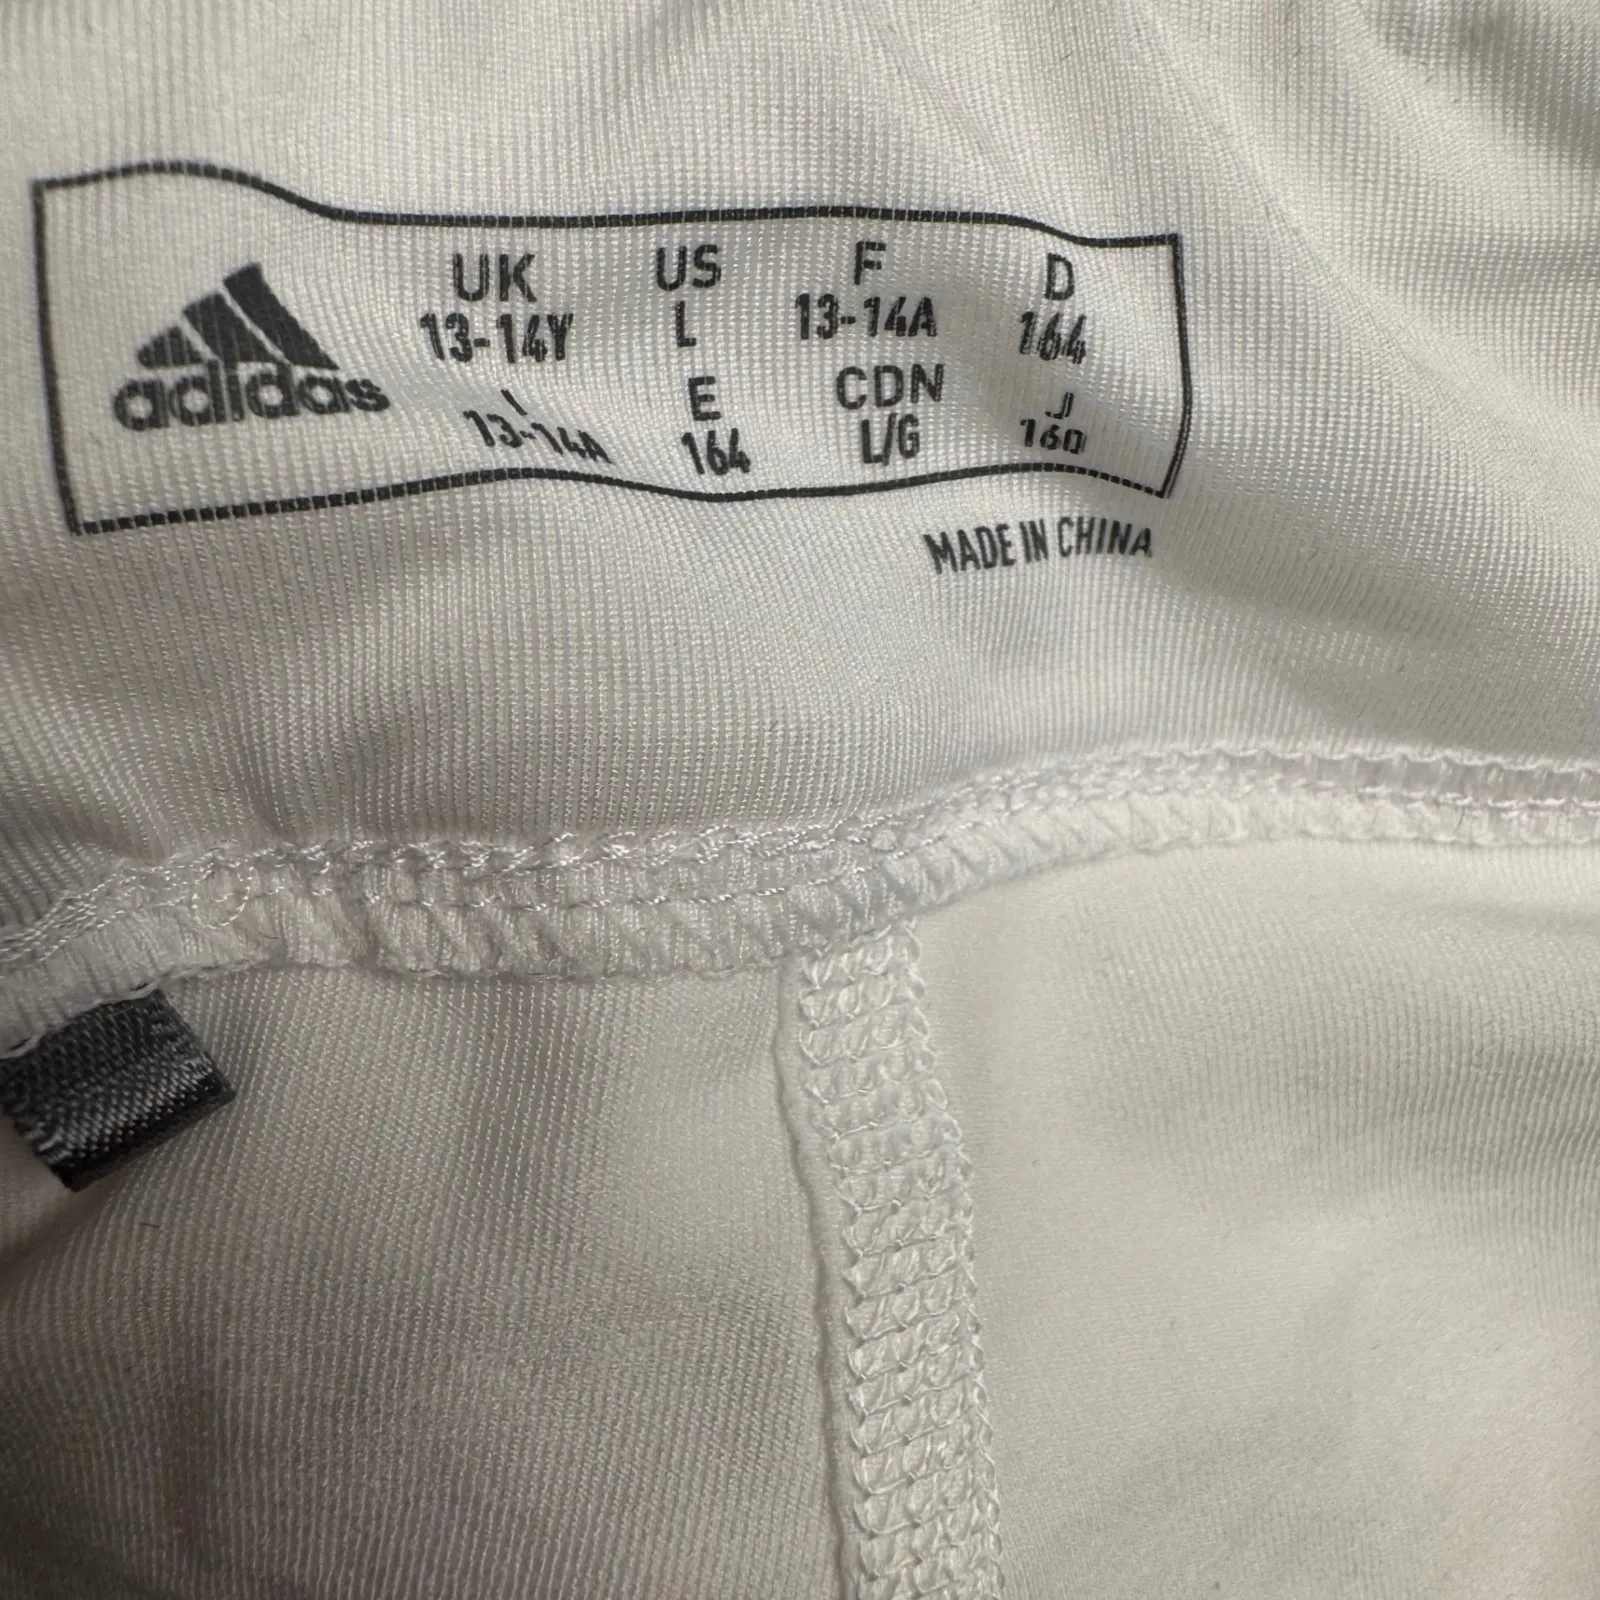 adidas
UK US F D
13-14Y L 13-14A 164
I E CDN J
13-14A 164 L/G 160
MADE IN CHINA